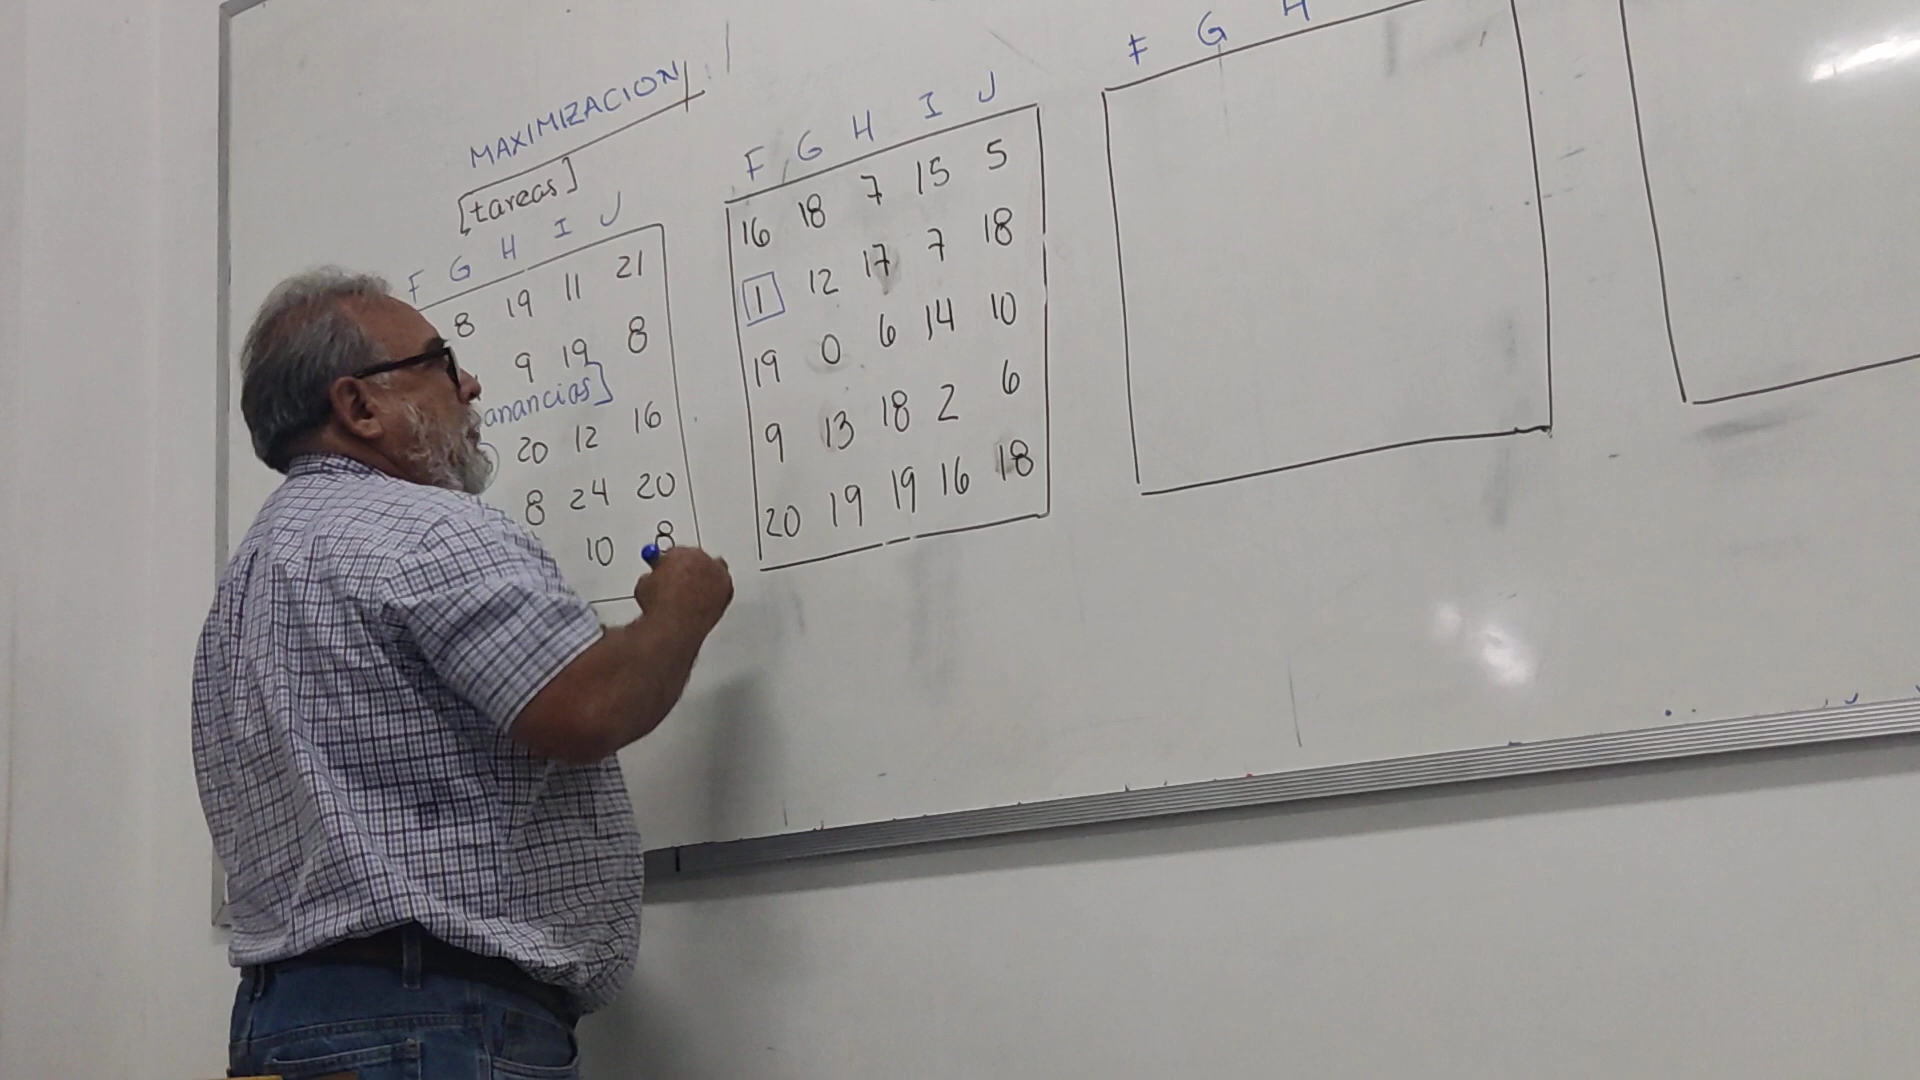 MAXIMIZACION
[tareas]
F G H I J
8 19 11 21
9 19 8
anancias]
20 12 16
8 24 20
10 8
F G H I J
16 18 7 15 5
1 12 17 7 18
19 0 6 14 10
9 13 18 2 6
20 19 19 16 18
F G H